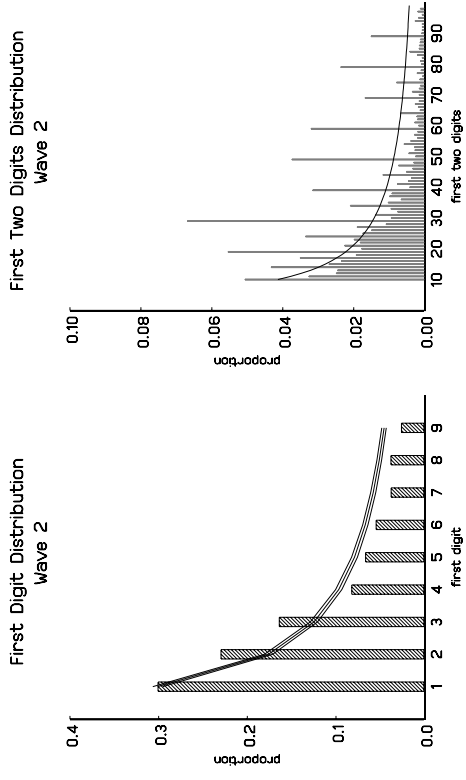 First Digit Distribution
Wave 2
proportion
0.4
0.3
0.2
0.1
0.0
1 2 3 4 5 6 7 8 9
first digit
First Two Digits Distribution
Wave 2
proportion
0.10
0.08
0.06
0.04
0.02
0.00
10 20 30 40 50 60 70 80 90
first two digits